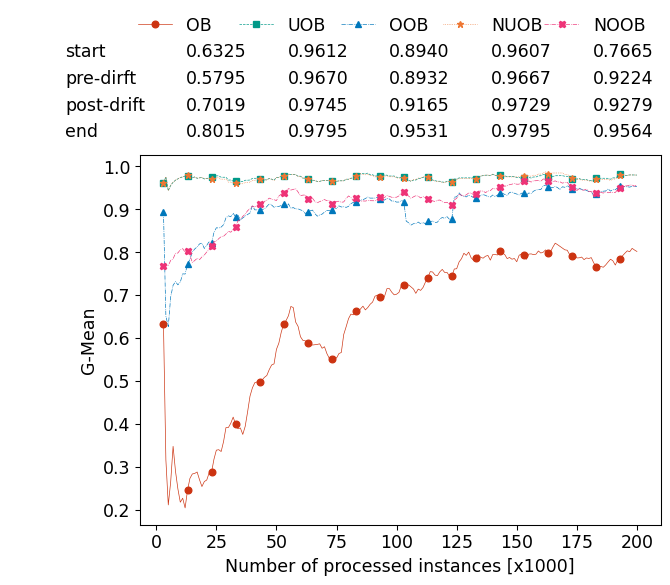 OB UOB OOB NUOB NOOB
start 0.6325 0.9612 0.8940 0.9607 0.7665
pre-dirft 0.5795 0.9670 0.8932 0.9667 0.9224
post-drift 0.7019 0.9745 0.9165 0.9729 0.9279
end 0.8015 0.9795 0.9531 0.9795 0.9564
1.0
0.9
0.8
0.7
0.6
0.5
0.4
0.3
0.2
G-Mean
0 25 50 75 100 125 150 175 200
Number of processed instances [x1000]